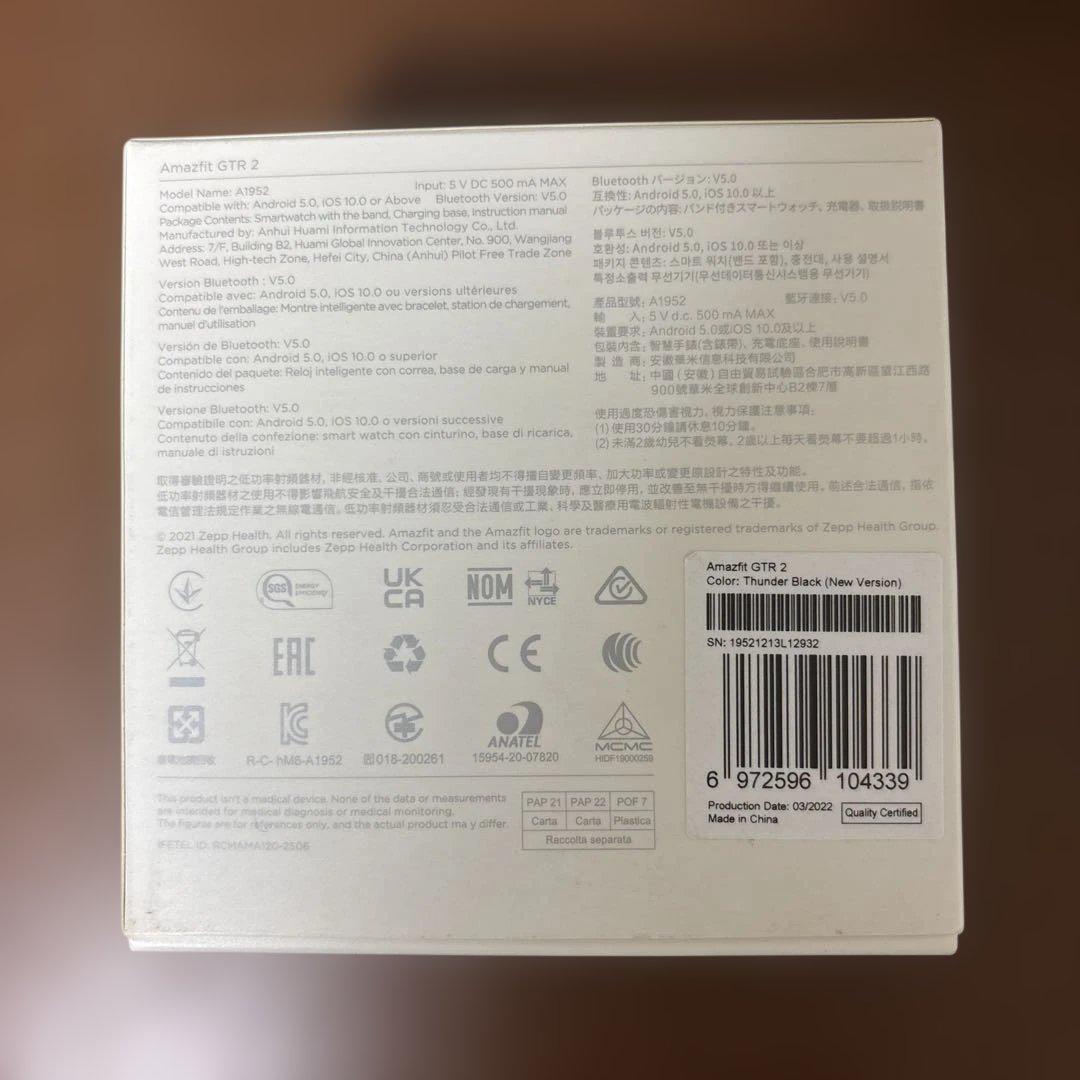 Amazfit GTR 2
Model Name: A1952
Input: 5 V DC 500 mA MAX
Compatible with: Android 5.0, iOS 10.0 or Above Bluetooth Version: V5.0
Package Contents: Smartwatch with the band, Charging base, Instruction manual
Manufactured by: Anhui Huami Information Technology Co., Ltd.
Address: 7/F, Building B2, Huami Global Innovation Center, No. 900, Wangjiang
West Road, High-tech Zone, Hefei City, China (Anhui) Pilot Free Trade Zone
Version Bluetooth : V5.0
Compatible avec: Android 5.0, iOS 10.0 ou versions ultérieures
Contenu de l'emballage: Montre intelligente avec bracelet, station de chargement,
manuel d'utilisation
Versión de Bluetooth: V5.0
Compatible con: Android 5.0, iOS 10.0 o superior
Contenido del paquete: Reloj inteligente con correa, base de carga y manual
de instrucciones
Versione Bluetooth: V5.0
Compatibile con: Android 5.0, iOS 10.0 o versioni successive
Contenuto della confezione: smart watch con cinturino, base di ricarica,
manuale di istruzioni
Bluetooth バージョン: V5.0
互換性: Android 5.0, iOS 10.0 以上
パッケージの内容: バンド付きスマートウォッチ、充電器、取扱説明書
블루투스 버전: V5.0
호환성: Android 5.0, iOS 10.0 또는 이상
패키지 콘텐츠: 스마트 워치(밴드 포함), 충전대, 사용 설명서
특정소출력 무선기기(무선데이터통신시스템용 무선기기)
產品型號: A1952 藍牙連接: V5.0
輸 入: 5 V d.c. 500 mA MAX
裝置要求: Android 5.0或iOS 10.0及以上
包裝內含: 智慧手錶(含錶帶)、充電底座、使用說明書
製 造 商: 安徽華米信息科技有限公司
地 址: 中國(安徽)自由貿易試驗區合肥市高新區望江西路
900號華米全球創新中心B2棟7層
使用過度恐傷害視力, 視力保護注意事項:
(1) 使用30分鐘請休息10分鐘。
(2) 未滿2歲幼兒不看熒幕, 2歲以上每天看熒幕不要超過1小時。
取得審驗證明之低功率射頻器材, 非經核准, 公司、商號或使用者均不得擅自變更頻率、加大功率或變更原設計之特性及功能。
低功率射頻器材之使用不得影響飛航安全及干擾合法通信; 經發現有干擾現象時, 應立即停用, 並改善至無干擾時方得繼續使用。前述合法通信, 指依
電信管理法規定作業之無線電通信。低功率射頻器材須忍受合法通信或工業、科學及醫療用電波輻射性電機設備之干擾。
© 2021 Zepp Health. All rights reserved. Amazfit and the Amazfit logo are trademarks or registered trademarks of Zepp Health Group.
Zepp Health Group includes Zepp Health Corporation and its affiliates.
SGS ENERGY EFFICIENCY
UK
CA
NOM
NYCE
EAC
CE
R-C- hM6-A1952
018-200261
ANATEL
15954-20-07820
MCMC
HIDF19000259
This product isn't a medical device. None of the data or measurements
are intended for medical diagnosis or medical monitoring.
The figures are for references only, and the actual product may differ.
IFETEL ID: RCHAMA120-2506
PAP 21 PAP 22 POF 7
Carta Carta Plastica
Raccolta separata
Amazfit GTR 2
Color: Thunder Black (New Version)
SN: 19521213L12932
6 972596 104339
Production Date: 03/2022
Made in China
Quality Certified